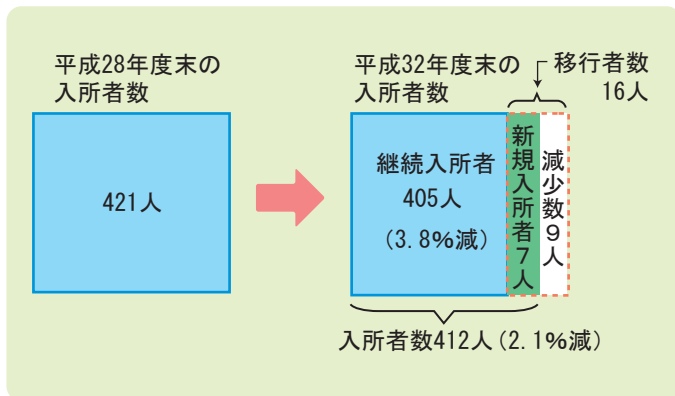 平成28年度末の
入所者数
421人
平成32年度末の
入所者数
移行者数
16人
継続入所者
405人
(3.8%減)
新規入所者7人
減少数9人
入所者数412人(2.1%減)